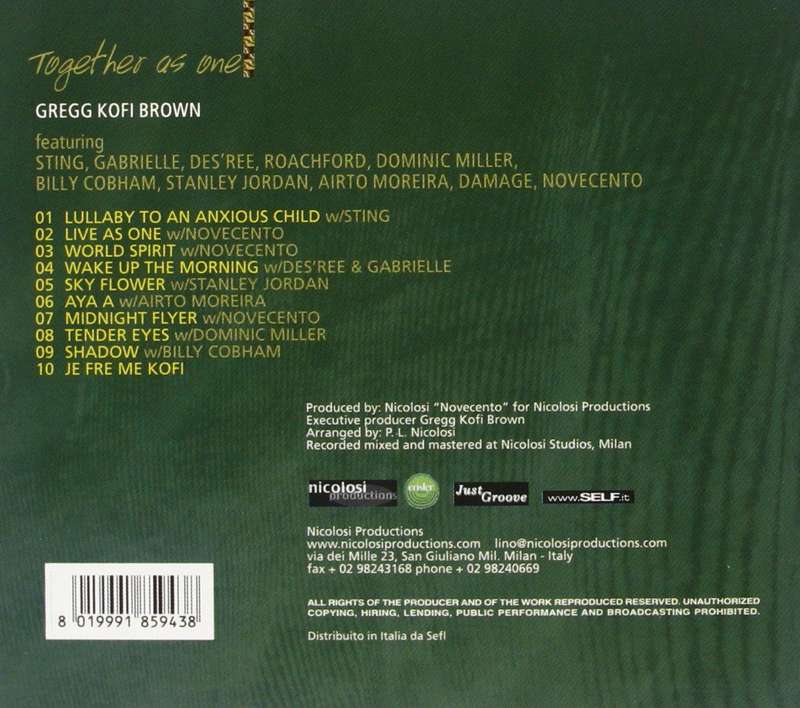 Together as one
GREGG KOFI BROWN
featuring
STING, GABRIELLE, DES'REE, ROACHFORD, DOMINIC MILLER,
BILLY COBHAM, STANLEY JORDAN, AIRTO MOREIRA, DAMAGE, NOVECENTO
01 LULLABY TO AN ANXIOUS CHILD w/STING
02 LIVE AS ONE w/NOVECENTO
03 WORLD SPIRIT w/NOVECENTO
04 WAKE UP THE MORNING w/DES'REE & GABRIELLE
05 SKY FLOWER w/STANLEY JORDAN
06 AYA A w/AIRTO MOREIRA
07 MIDNIGHT FLYER w/NOVECENTO
08 TENDER EYES w/DOMINIC MILLER
09 SHADOW w/BILLY COBHAM
10 JE FRE ME KOFI
Produced by: Nicolosi "Novecento" for Nicolosi Productions
Executive producer Gregg Kofi Brown
Arranged by: P. L. Nicolosi
Recorded mixed and mastered at Nicolosi Studios, Milan
nicolosi
productions
Just Groove
www.SELF.it
Nicolosi Productions
www.nicolosiproductions.com lino@nicolosiproductions.com
via dei Mille 23, San Giuliano Mil. Milan - Italy
fax + 02 98243168 phone + 02 98240669
8 019991 859438
ALL RIGHTS OF THE PRODUCER AND OF THE WORK REPRODUCED RESERVED. UNAUTHORIZED
COPYING, HIRING, LENDING, PUBLIC PERFORMANCE AND BROADCASTING PROHIBITED.
Distribuito in Italia da Sefl